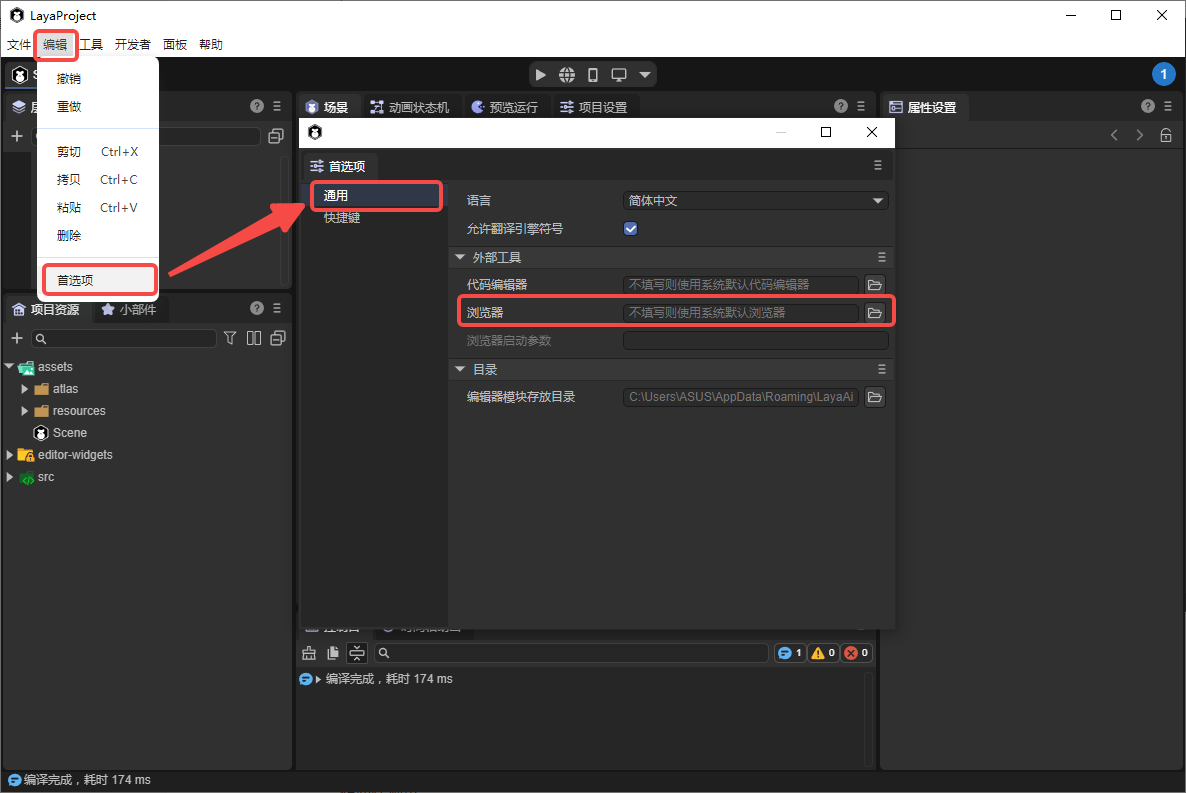 LayaProject
文件 编辑 工具 开发者 面板 帮助
撤销
重做
剪切 Ctrl+X
拷贝 Ctrl+C
粘贴 Ctrl+V
删除
首选项
S
1
层
场景 动画状态机 预览运行 项目设置
属性设置
首选项
通用
快捷键
语言 简体中文
允许翻译引擎符号
外部工具
代码编辑器 不填写则使用系统默认代码编辑器
浏览器 不填写则使用系统默认浏览器
浏览器启动参数
目录
编辑器模块存放目录 C:\Users\ASUS\AppData\Roaming\LayaAi
项目资源 小部件
assets
atlas
resources
Scene
editor-widgets
src
1 0 0
编译完成，耗时 174 ms
编译完成，耗时 174 ms